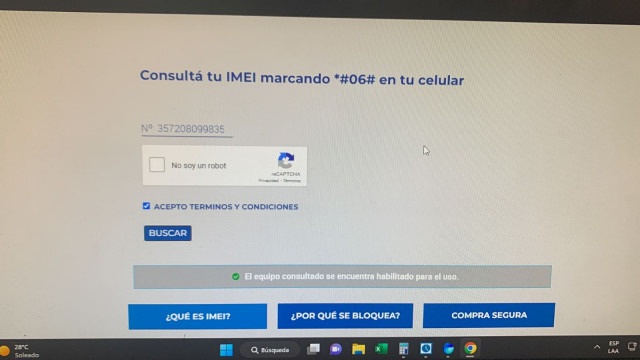 Consultá tu IMEI marcando *#06# en tu celular
Nº 357208099835
No soy un robot
reCAPTCHA
Privacidad - Términos
ACEPTO TERMINOS Y CONDICIONES
BUSCAR
El equipo consultado se encuentra habilitado para el uso.
¿QUÉ ES IMEI?
¿POR QUÉ SE BLOQUEA?
COMPRA SEGURA
28°C
Soleado
Búsqueda
ESP
LAA